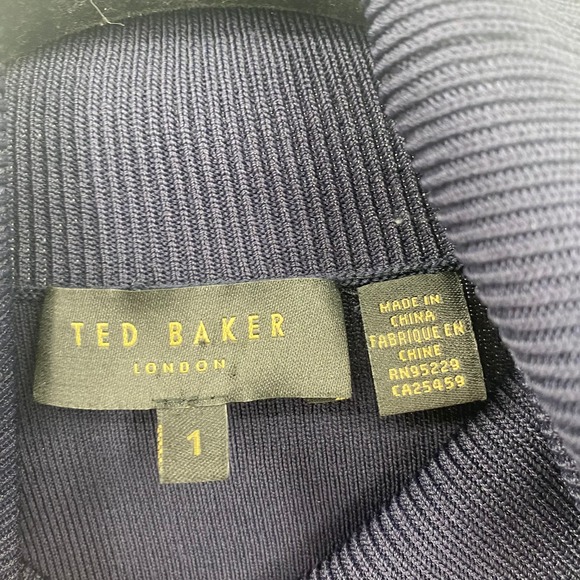 TED BAKER
LONDON
1
MADE IN
CHINA
FABRIQUE EN
CHINE
RN95229
CA25459